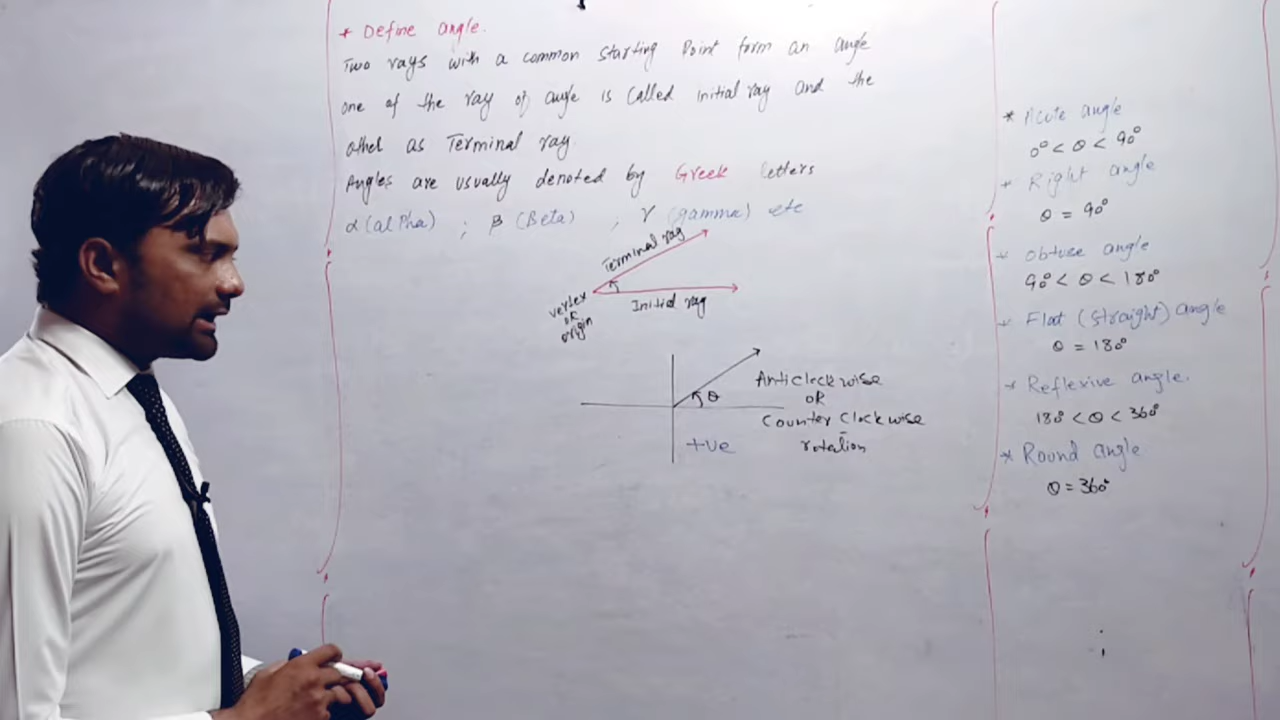 * Define angle.
Two rays with a common starting Point form an angle
one of the ray of angle is called initial ray and the
other as Terminal ray.
Angles are usually denoted by Greek letters
α (alPha) ; β (Beta) , γ (gamma) etc
Terminal ray
Initial ray
vertex
OR
origin
θ
+ve
Anticlockwise
OR
Counter Clockwise
rotation
* Acute angle
0° < θ < 90°
* Right angle
θ = 90°
* Obtuse angle
90° < θ < 180°
* Flat (straight) angle
θ = 180°
* Reflexive angle.
180° < θ < 360°
* Round angle
θ = 360°